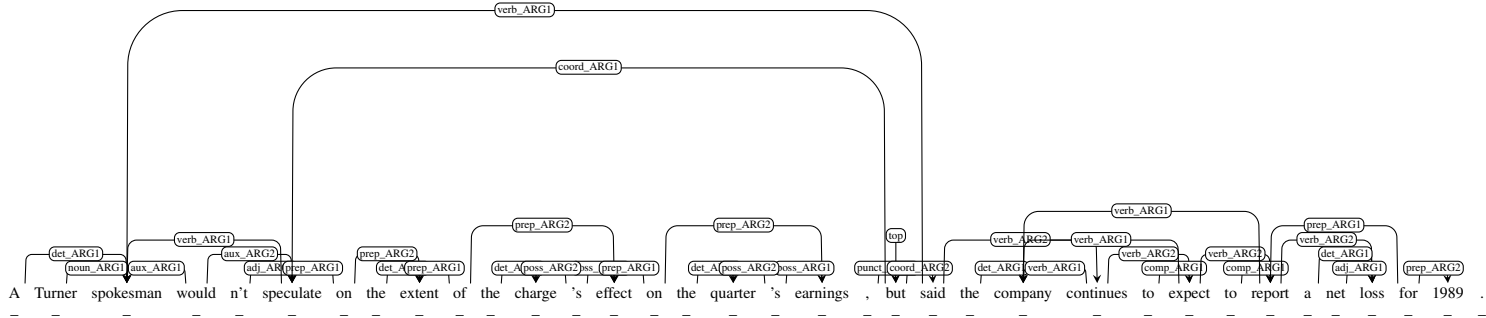 verb_ARG1
coord_ARG1
verb_ARG1
prep_ARG2 prep_ARG2 top prep_ARG1
verb_ARG1 verb_ARG2 verb_ARG1 verb_ARG2
det_ARG1 aux_ARG2 prep_ARG2 verb_ARG2 verb_ARG2 det_ARG1
noun_ARG1 aux_ARG1 prep_ARG1 prep_ARG1 poss_ARG2 prep_ARG1 poss_ARG2 coord_ARG2 det_ARG1 verb_ARG1 comp_ARG1 comp_ARG1 adj_ARG1 prep_ARG2
A Turner spokesman would n't speculate on the extent of the charge 's effect on the quarter 's earnings , but said the company continues to expect to report a net loss for 1989 .
_ _ _ _ _ _ _ _ _ _ _ _ _ _ _ _ _ _ _ _ _ _ _ _ _ _ _ _ _ _ _ _ _ _ _